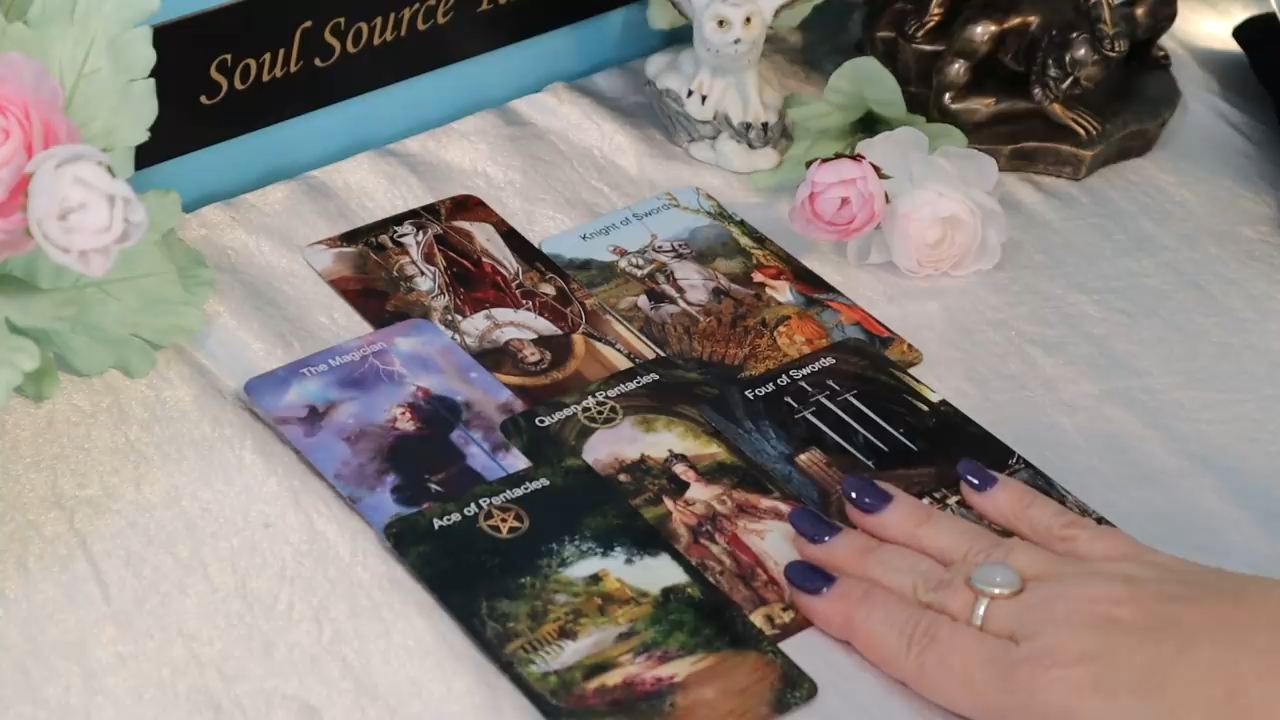 Soul Source
Knight of Swords
The Magician
Four of Swords
Queen of Pentacles
Ace of Pentacles